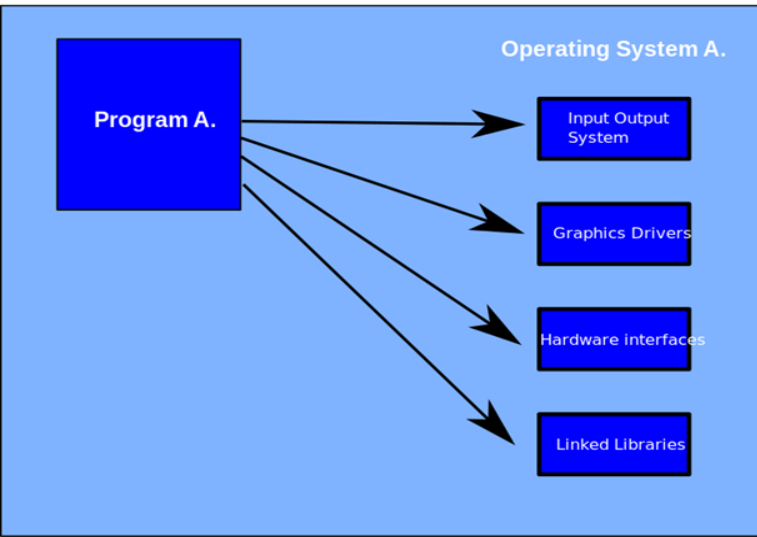 Operating System A.
Program A.
Input Output
System
Graphics Drivers
Hardware interfaces
Linked Libraries